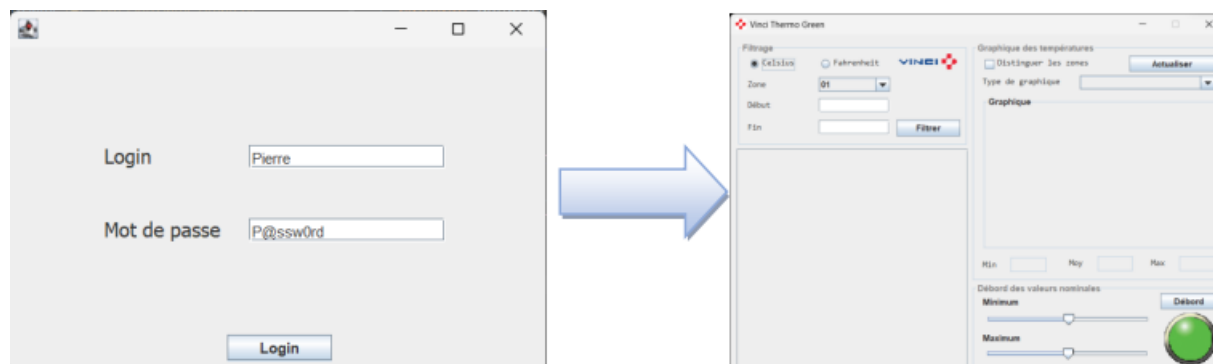 Login
Pierre
Mot de passe
P@ssw0rd
Login
Vinci Thermo Green
Filtrage
Celsius
Fahrenheit
VINCI
Zone
01
Début
Fin
Filtrer
Graphique des températures
Distinguer les zones
Actualiser
Type de graphique
Graphique
Min
Moy
Max
Débord des valeurs nominales
Minimum
Débord
Maximum